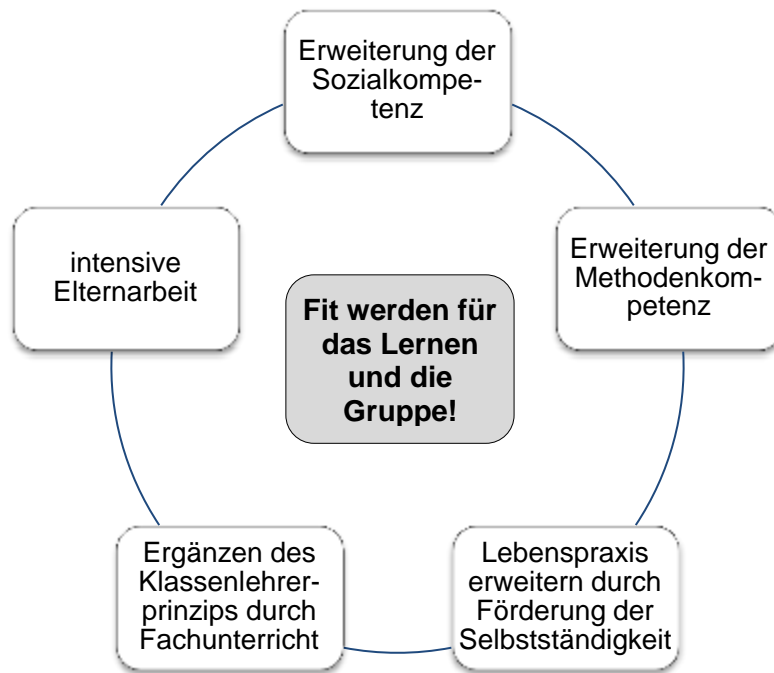 Erweiterung der
Sozialkompe-
tenz
intensive
Elternarbeit
Erweiterung der
Methodenkom-
petenz
Fit werden für
das Lernen
und die
Gruppe!
Ergänzen des
Klassenlehrer-
prinzips durch
Fachunterricht
Lebenspraxis
erweitern durch
Förderung der
Selbstständigkeit